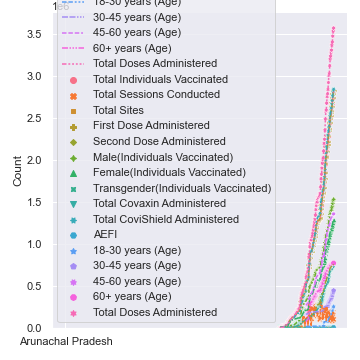 1e6
18-30 years (Age)
30-45 years (Age)
45-60 years (Age)
60+ years (Age)
Total Doses Administered
Total Individuals Vaccinated
Total Sessions Conducted
Total Sites
First Dose Administered
Second Dose Administered
Male(Individuals Vaccinated)
Female(Individuals Vaccinated)
Transgender(Individuals Vaccinated)
Total Covaxin Administered
Total CoviShield Administered
AEFI
18-30 years (Age)
30-45 years (Age)
45-60 years (Age)
60+ years (Age)
Total Doses Administered
3.5
3.0
2.5
2.0
1.5
1.0
0.5
0.0
Count
Arunachal Pradesh